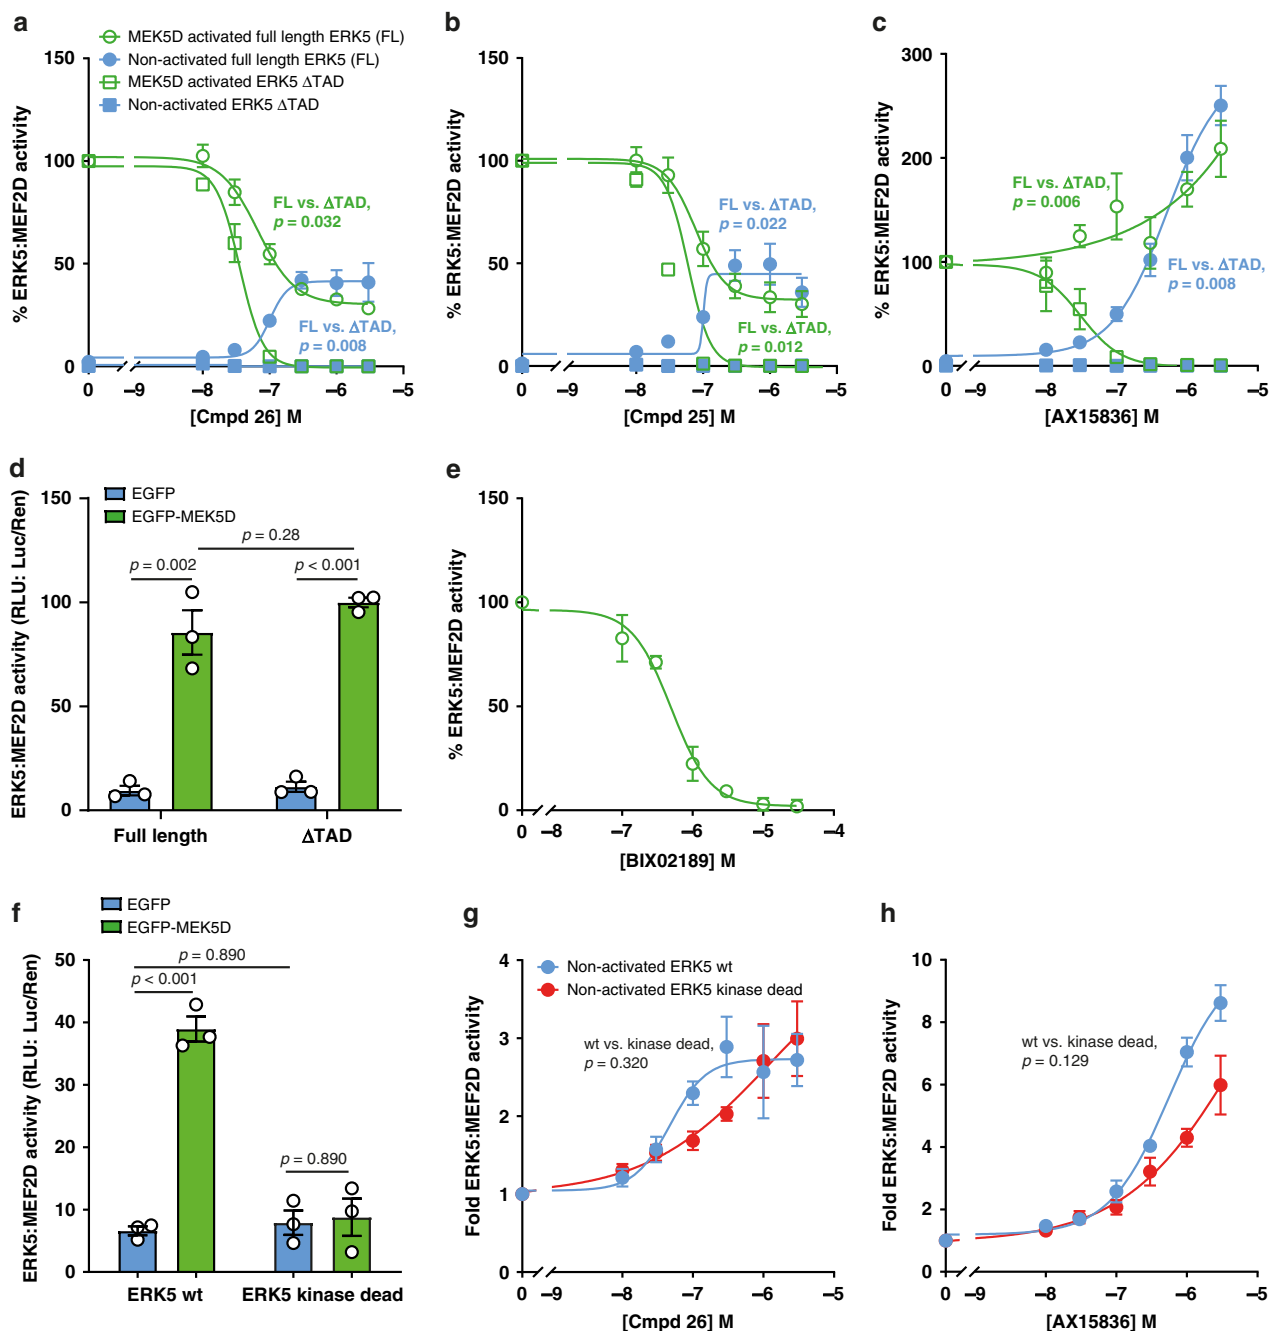 a
MEK5D activated full length ERK5 (FL)
Non-activated full length ERK5 (FL)
MEK5D activated ERK5 ΔTAD
Non-activated ERK5 ΔTAD
% ERK5:MEF2D activity
150
100
50
0
FL vs. ΔTAD,
p = 0.032
FL vs. ΔTAD,
p = 0.008
0 –9 –8 –7 –6 –5
[Cmpd 26] M
b
% ERK5:MEF2D activity
150
100
50
0
FL vs. ΔTAD,
p = 0.022
FL vs. ΔTAD,
p = 0.012
0 –9 –8 –7 –6 –5
[Cmpd 25] M
c
% ERK5:MEF2D activity
300
200
100
0
FL vs. ΔTAD,
p = 0.006
FL vs. ΔTAD,
p = 0.008
0 –9 –8 –7 –6 –5
[AX15836] M
d
EGFP
EGFP-MEK5D
ERK5:MEF2D activity (RLU: Luc/Ren)
150
100
50
0
p = 0.28
p = 0.002
p < 0.001
Full length ΔTAD
e
% ERK5:MEF2D activity
150
100
50
0
0 –8 –7 –6 –5 –4
[BIX02189] M
f
EGFP
EGFP-MEK5D
ERK5:MEF2D activity (RLU: Luc/Ren)
50
40
30
20
10
0
p = 0.890
p < 0.001
p = 0.890
ERK5 wt ERK5 kinase dead
g
Non-activated ERK5 wt
Non-activated ERK5 kinase dead
Fold ERK5:MEF2D activity
4
3
2
1
0
wt vs. kinase dead,
p = 0.320
0 –9 –8 –7 –6 –5
[Cmpd 26] M
h
Fold ERK5:MEF2D activity
10
8
6
4
2
0
wt vs. kinase dead,
p = 0.129
0 –9 –8 –7 –6 –5
[AX15836] M